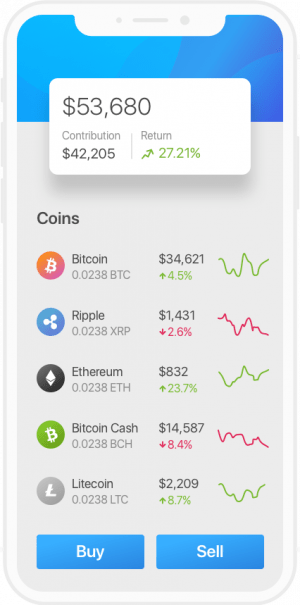 $53,680
Contribution Return
$42,205 27.21%
Coins
Bitcoin $34,621
0.0238 BTC 4.5%
Ripple $1,431
0.0238 XRP 2.6%
Ethereum $832
0.0238 ETH 23.7%
Bitcoin Cash $14,587
0.0238 BCH 8.4%
Litecoin $2,209
0.0238 LTC 8.7%
Buy Sell